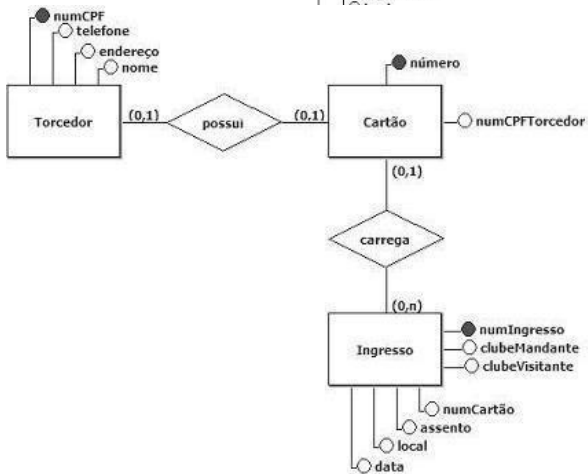 numCPF
telefone
endereço
nome
Torcedor
(0,1)
possui
(0,1)
Cartão
número
numCPFTorcedor
(0,1)
carrega
(0,n)
Ingresso
numIngresso
clubeMandante
clubeVisitante
numCartão
assento
local
data